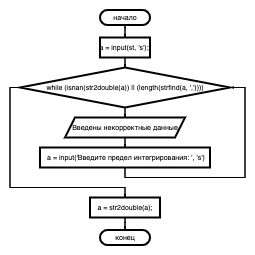 начало
a = input(st, 's');
while (isnan(str2double(a)) || (length(strfind(a, ','))))
Введены некорректные данные
a = input('Введите предел интегрирования: ', 's')
a = str2double(a);
конец